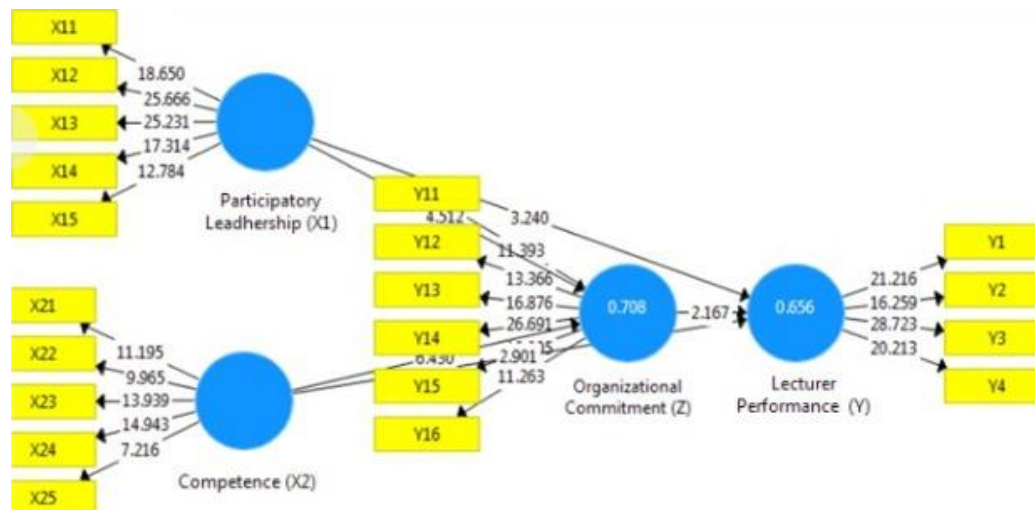 X11
X12
X13
X14
X15
18.650
25.666
25.231
17.314
12.784
Participatory
Leadhership (X1)
X21
X22
X23
X24
X25
11.195
9.965
13.939
14.943
7.216
Competence (X2)
Y11
Y12
Y13
Y14
Y15
Y16
4.512
3.240
11.393
13.366
16.876
26.691
2.901
11.263
0.708
2.167
0.656
Organizational
Commitment (Z)
Lecturer
Performance (Y)
21.216
16.259
28.723
20.213
Y1
Y2
Y3
Y4